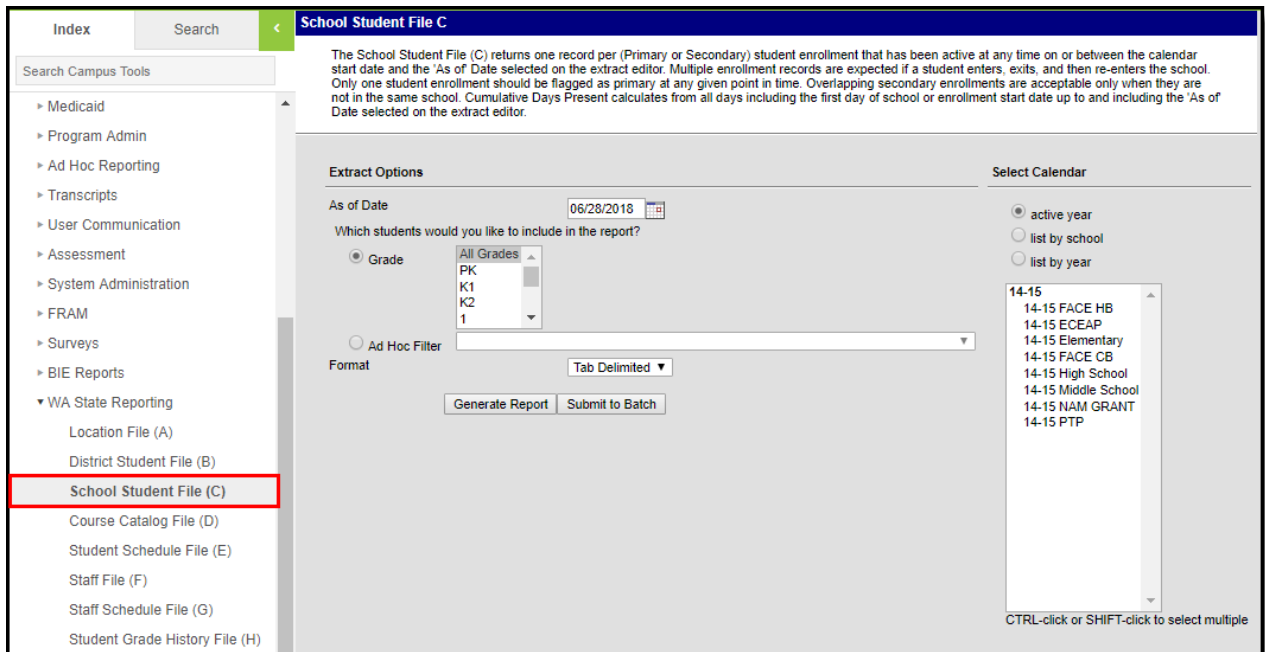 Index
Search
School Student File C
Search Campus Tools
Medicaid
Program Admin
Ad Hoc Reporting
Transcripts
User Communication
Assessment
System Administration
FRAM
Surveys
BIE Reports
WA State Reporting
Location File (A)
District Student File (B)
School Student File (C)
Course Catalog File (D)
Student Schedule File (E)
Staff File (F)
Staff Schedule File (G)
Student Grade History File (H)
The School Student File (C) returns one record per (Primary or Secondary) student enrollment that has been active at any time on or between the calendar
start date and the 'As of' Date selected on the extract editor. Multiple enrollment records are expected if a student enters, exits, and then re-enters the school.
Only one student enrollment should be flagged as primary at any given point in time. Overlapping secondary enrollments are acceptable only when they are
not in the same school. Cumulative Days Present calculates from all days including the first day of school or enrollment start date up to and including the 'As of'
Date selected on the extract editor.
Extract Options
As of Date
06/28/2018
Which students would you like to include in the report?
Grade
All Grades
PK
K1
K2
1
Ad Hoc Filter
Format
Tab Delimited
Generate Report
Submit to Batch
Select Calendar
active year
list by school
list by year
14-15
14-15 FACE HB
14-15 ECEAP
14-15 Elementary
14-15 FACE CB
14-15 High School
14-15 Middle School
14-15 NAM GRANT
14-15 PTP
CTRL-click or SHIFT-click to select multiple